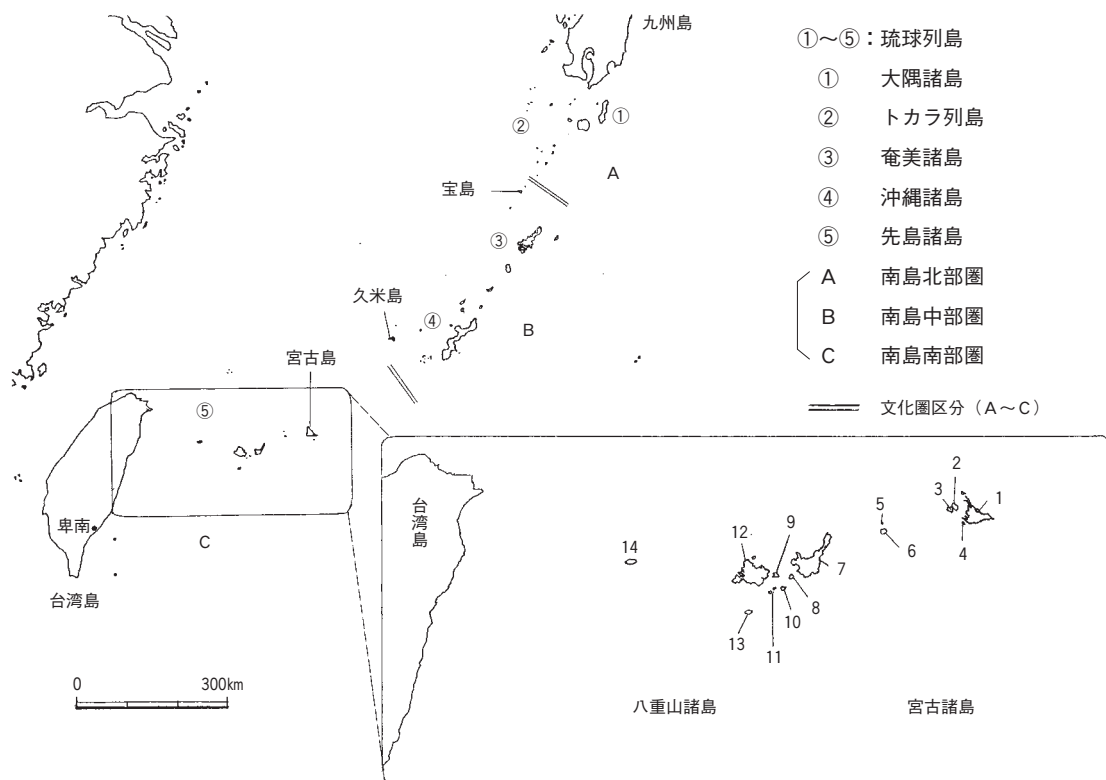 九州島
①～⑤：琉球列島
① 大隅諸島
② トカラ列島
③ 奄美諸島
④ 沖縄諸島
⑤ 先島諸島
A 南島北部圏
B 南島中部圏
C 南島南部圏
文化圏区分（A～C）
①
②
A
宝島
③
久米島
④
B
宮古島
⑤
卑南
C
台湾島
0 300km
台湾島
14
12
9
7
8
10
11
13
5
6
2
3
1
4
八重山諸島
宮古諸島